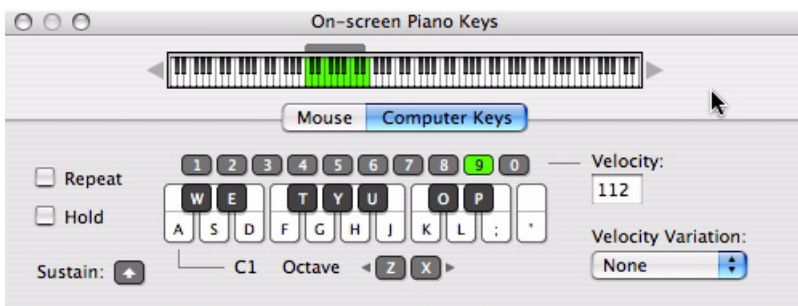 On-screen Piano Keys
Mouse Computer Keys
Repeat
Hold
Sustain:
1 2 3 4 5 6 7 8 9 0
W E T Y U O P
A S D F G H J K L ; '
C1 Octave Z X
Velocity:
112
Velocity Variation:
None